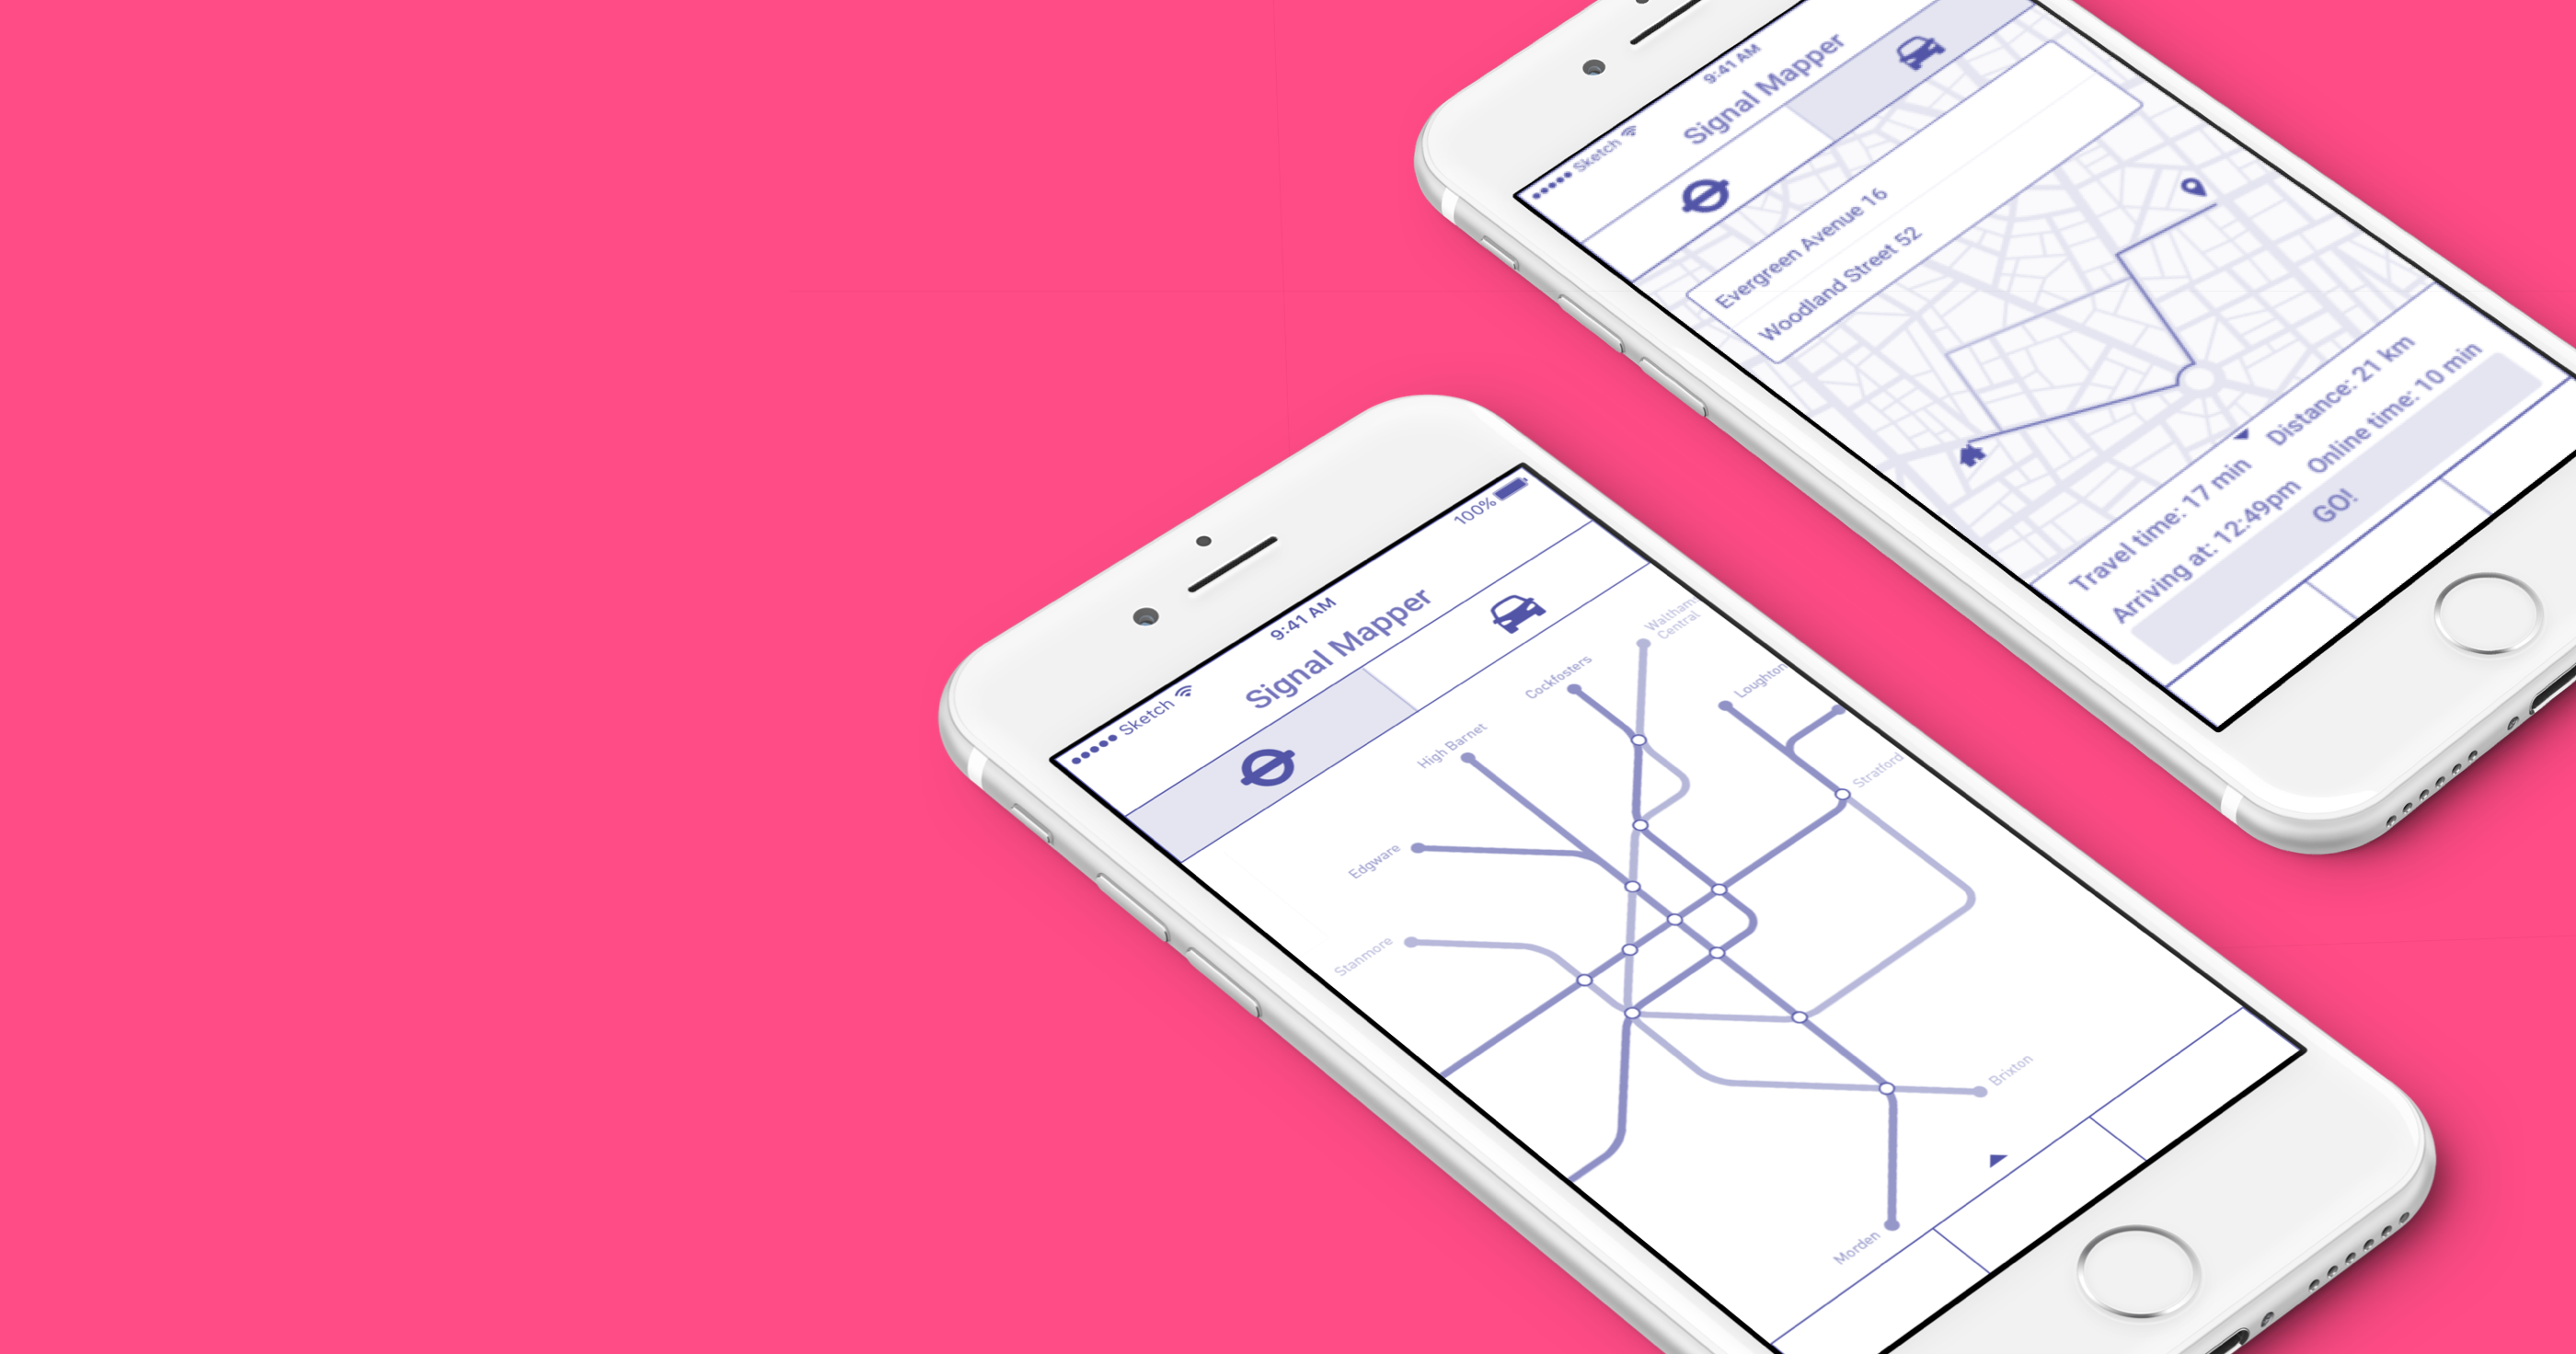 Sketch
9:41 AM
Signal Mapper
Evergreen Avenue 16
Woodland Street 52
Travel time: 17 min
Distance: 21 km
Arriving at: 12:49pm
Online time: 10 min
GO!
Sketch
9:41 AM
100%
Signal Mapper
Waltham
Central
Cockfosters
Loughton
High Barnet
Stratford
Edgware
Stanmore
Brixton
Morden